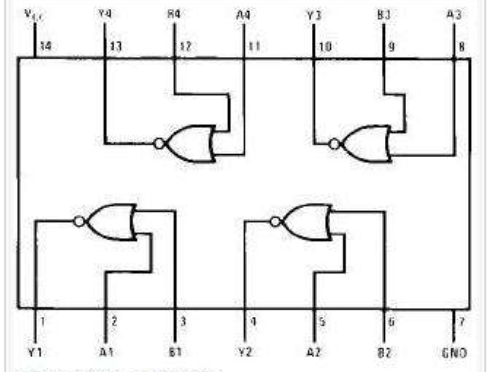 VCC Y4 B4 A4 Y3 B3 A3
14 13 12 11 10 9 8
1 2 3 4 5 6 7
Y1 A1 B1 Y2 A2 B2 GND